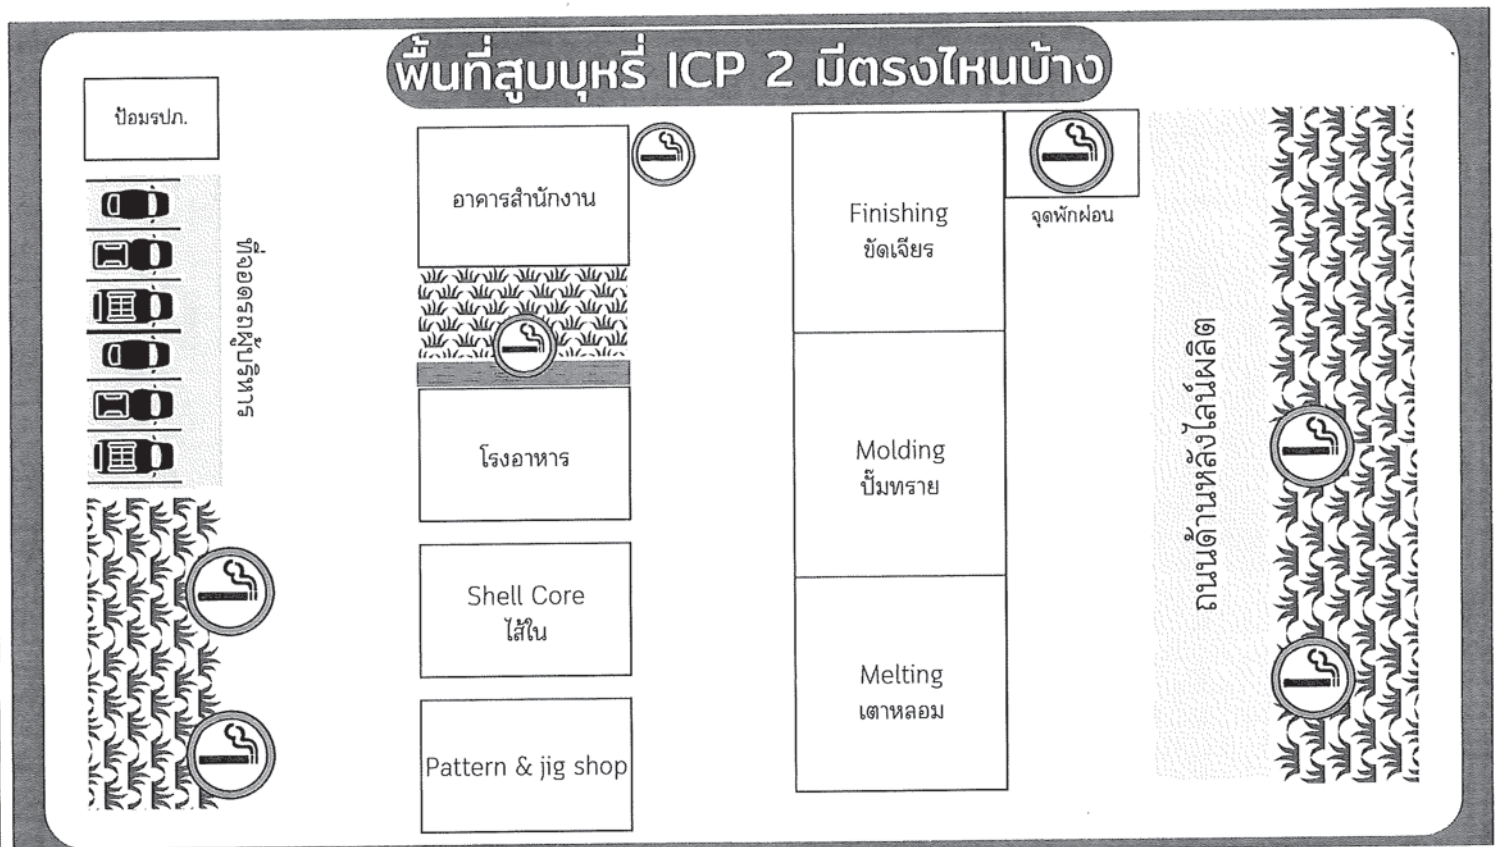 พื้นที่สูบบุหรี่ ICP 2 มีตรงไหนบ้าง
ป้อมรปภ.
ที่จอดรถผู้บริหาร
อาคารสำนักงาน
โรงอาหาร
Shell Core
ไส้ใน
Pattern & jig shop
Finishing
ขัดเจียร
Molding
ปั๊มทราย
Melting
เตาหลอม
จุดพักผ่อน
ถนนด้านหลังไลน์ผลิต